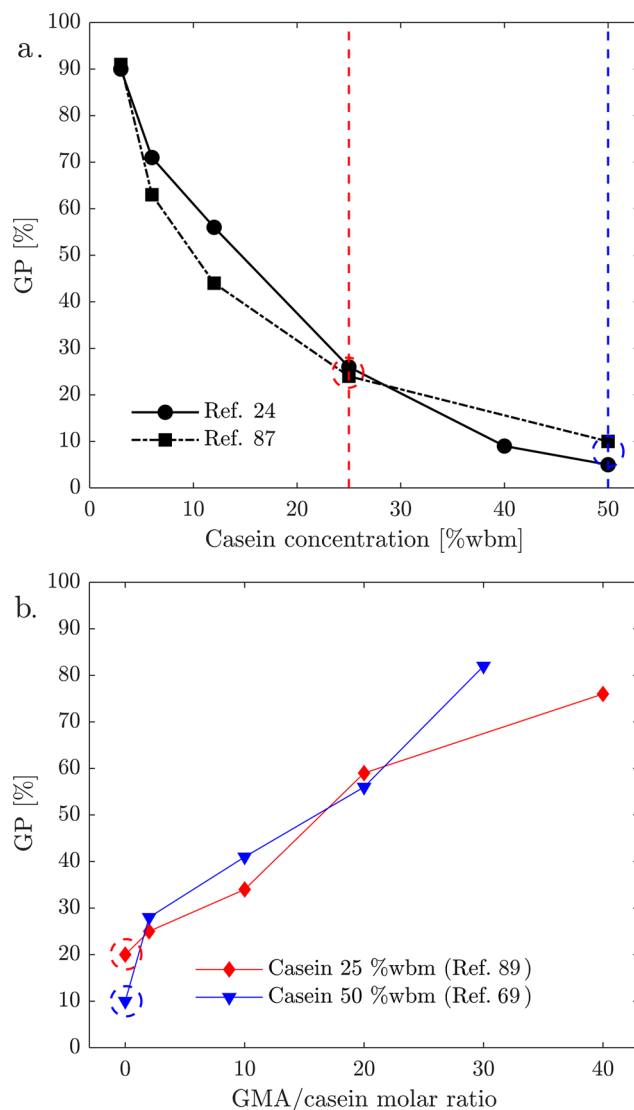 a.
100
90
80
70
60
50
40
30
20
10
0
GP [%]
Ref. 24
Ref. 87
0 10 20 30 40 50
Casein concentration [%wbm]
b.
100
90
80
70
60
50
40
30
20
10
0
GP [%]
Casein 25 %wbm (Ref. 89)
Casein 50 %wbm (Ref. 69)
0 10 20 30 40
GMA/casein molar ratio